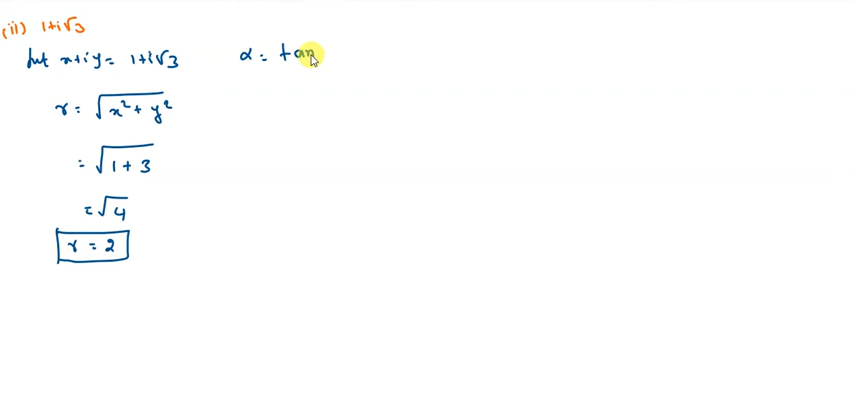 (ii) 1+i√3
Let x+iy = 1+i√3
r = √x² + y²
= √1 + 3
= √4
r = 2
α = tan